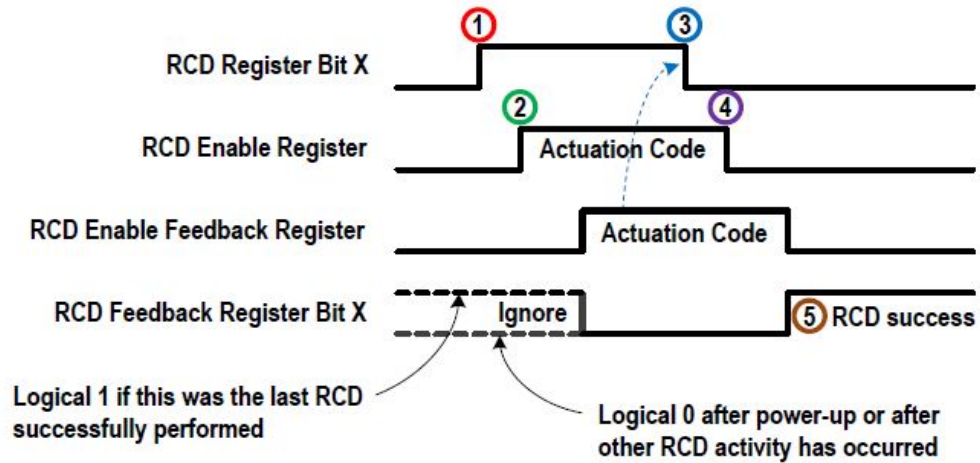 1
3
RCD Register Bit X
2
4
RCD Enable Register
Actuation Code
RCD Enable Feedback Register
Actuation Code
RCD Feedback Register Bit X
Ignore
5 RCD success
Logical 1 if this was the last RCD
successfully performed
Logical 0 after power-up or after
other RCD activity has occurred